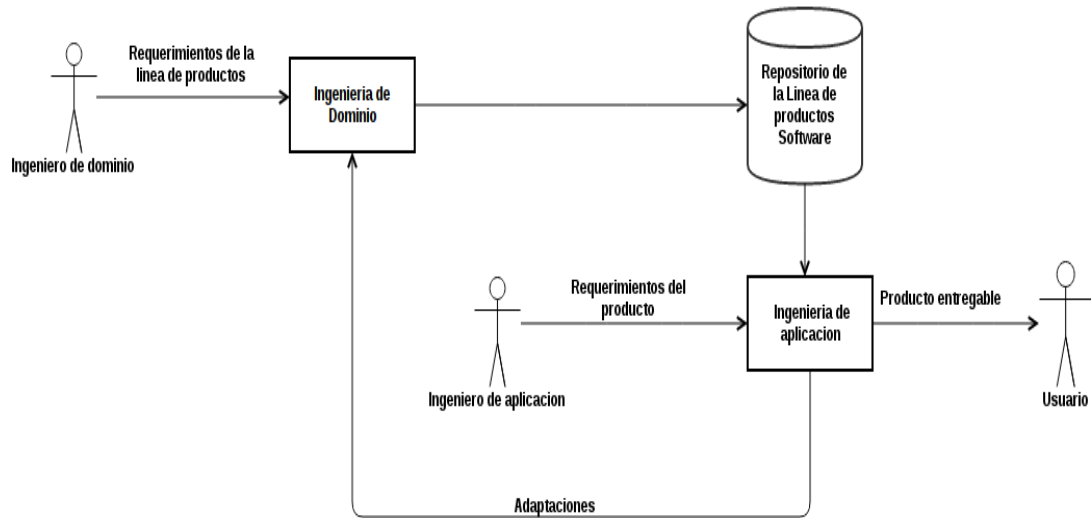 Requerimientos de la
linea de productos
Ingenieria de
Dominio
Repositorio de
la Linea de
productos
Software
Ingeniero de dominio
Requerimientos del
producto
Ingenieria de
aplicacion
Producto entregable
Ingeniero de aplicacion
Usuario
Adaptaciones